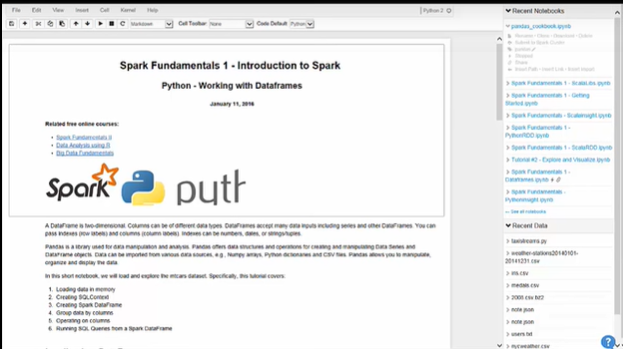 File Edit View Insert Cell Kernel Help
Python 2
Markdown Cell Toolbar: None Code Default: Python
Spark Fundamentals 1 - Introduction to Spark
Python - Working with Dataframes
January 11, 2016
Related free online courses:
Spark Fundamentals II
Data Analysis using R
Big Data Fundamentals
Spark
A DataFrame is two-dimensional. Columns can be of different data types. DataFrames accept many data inputs including series and other DataFrames. You can
pass indexes (row labels) and columns (column labels). Indexes can be numbers, dates, or strings/tuples.
Pandas is a library used for data manipulation and analysis. Pandas offers data structures and operations for creating and manipulating Data Series and
DataFrame objects. Data can be imported from various data sources, e.g., Numpy arrays, Python dictionaries and CSV files. Pandas allows you to manipulate,
organize and display the data.
In this short notebook, we will load and explore the mtcars dataset. Specifically, this tutorial covers:
1. Loading data in memory
2. Creating SQLContext
3. Creating Spark DataFrame
4. Group data by columns
5. Operating on columns
6. Running SQL Queries from a Spark DataFrame
Recent Notebooks
pandas_cookbook.ipynb
Spark Fundamentals 1 - ScalaLibs.ipynb
Spark Fundamentals 1 - Getting
Started.ipynb
Spark Fundamentals - ScalaInsight.ipynb
Spark Fundamentals 1 -
PythonRDD.ipynb
Spark Fundamentals 1 - ScalaRDD.ipynb
Tutorial #2 - Explore and Visualize.ipynb
Spark Fundamentals 1 -
Dataframes.ipynb
Spark Fundamentals -
PythonInsight.ipynb
Recent Data
taxistreams.py
weather-stations20140101-
20141231.csv
iris.csv
medals.csv
2008.csv.bz2
note.json
note.json
users.txt
nycweather.csv